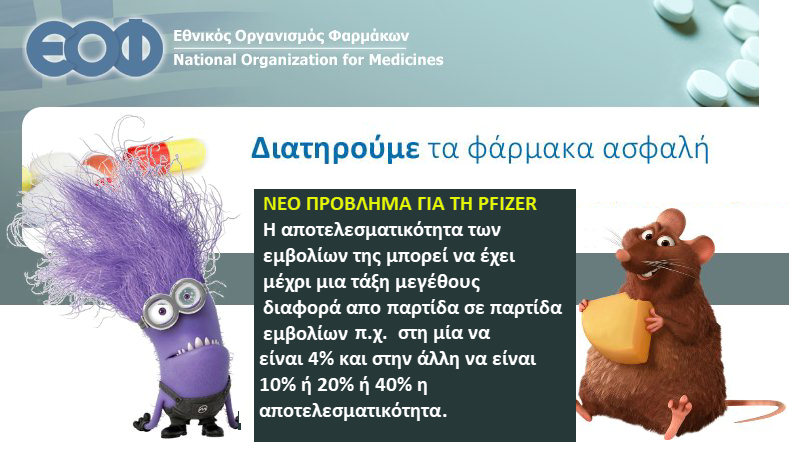 ΕΟΦ
Εθνικός Οργανισμός Φαρμάκων
National Organization for Medicines
Διατηρούμε τα φάρμακα ασφαλή
ΝΕΟ ΠΡΟΒΛΗΜΑ ΓΙΑ ΤΗ PFIZER
Η αποτελεσματικότητα των
εμβολίων της μπορεί να έχει
μέχρι μια τάξη μεγέθους
διαφορά απο παρτίδα σε παρτίδα
εμβολίων π.χ. στη μία να
είναι 4% και στην άλλη να είναι
10% ή 20% ή 40% η
αποτελεσματικότητα.